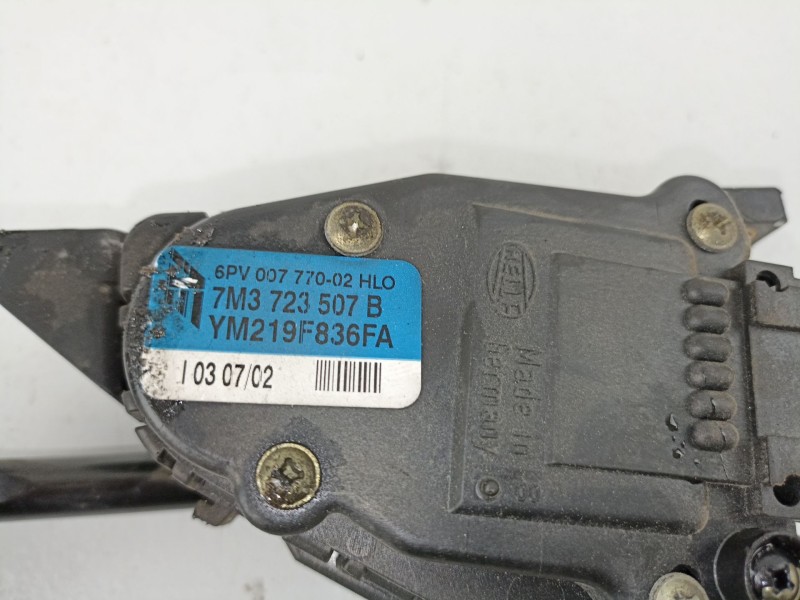 6PV 007 770-02 HLO
7M3 723 507 B
YM219F836FA
I 03 07/02
HELLA
Made in
Germany
©